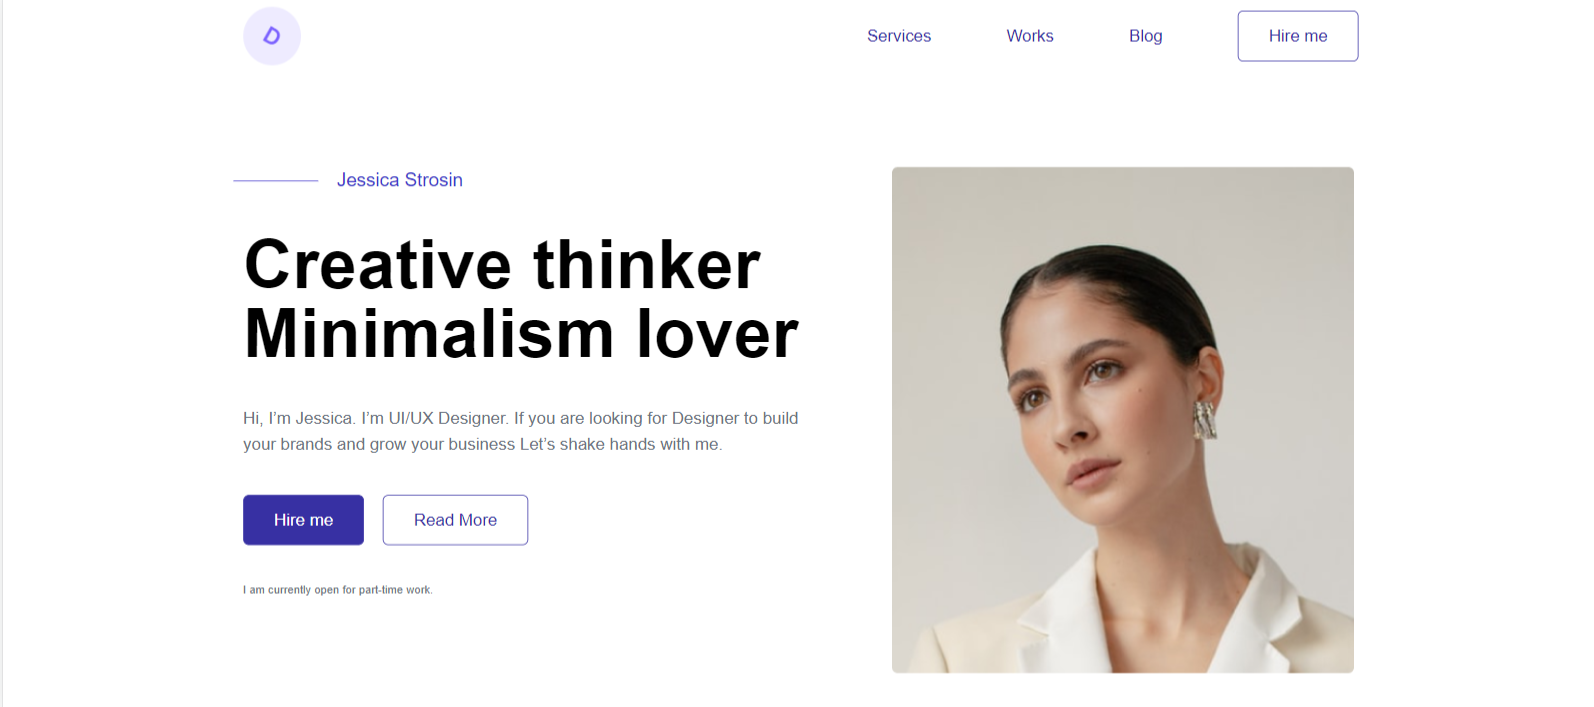 D
Services Works Blog Hire me
Jessica Strosin
Creative thinker
Minimalism lover
Hi, I’m Jessica. I’m UI/UX Designer. If you are looking for Designer to build
your brands and grow your business Let’s shake hands with me.
Hire me Read More
I am currently open for part-time work.